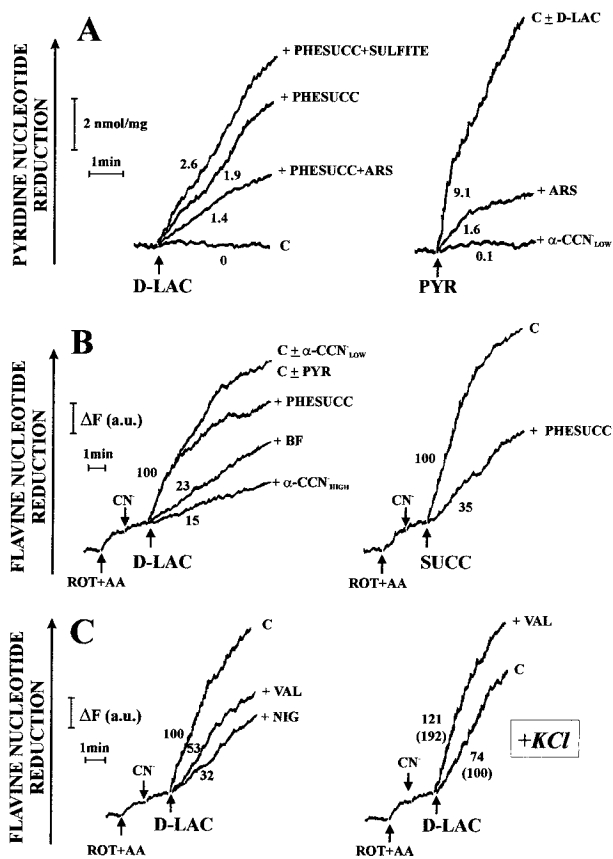 A
PYRIDINE NUCLEOTIDE
REDUCTION
2 nmol/mg
1min
+ PHESUCC+SULFITE
+ PHESUCC
+ PHESUCC+ARS
C
2.6
1.9
1.4
0
D-LAC
C ± D-LAC
+ ARS
+ α-CCN-LOW
9.1
1.6
0.1
PYR
B
FLAVINE NUCLEOTIDE
REDUCTION
ΔF (a.u.)
1min
C ± α-CCN-LOW
C ± PYR
+ PHESUCC
+ BF
+ α-CCN-HIGH
100
23
15
CN-
ROT+AA
D-LAC
C
+ PHESUCC
100
35
CN-
ROT+AA
SUCC
C
FLAVINE NUCLEOTIDE
REDUCTION
ΔF (a.u.)
1min
C
+ VAL
+ NIG
100
53
32
CN-
ROT+AA
D-LAC
+ VAL
C
121
(192)
74
(100)
+KCl
CN-
ROT+AA
D-LAC